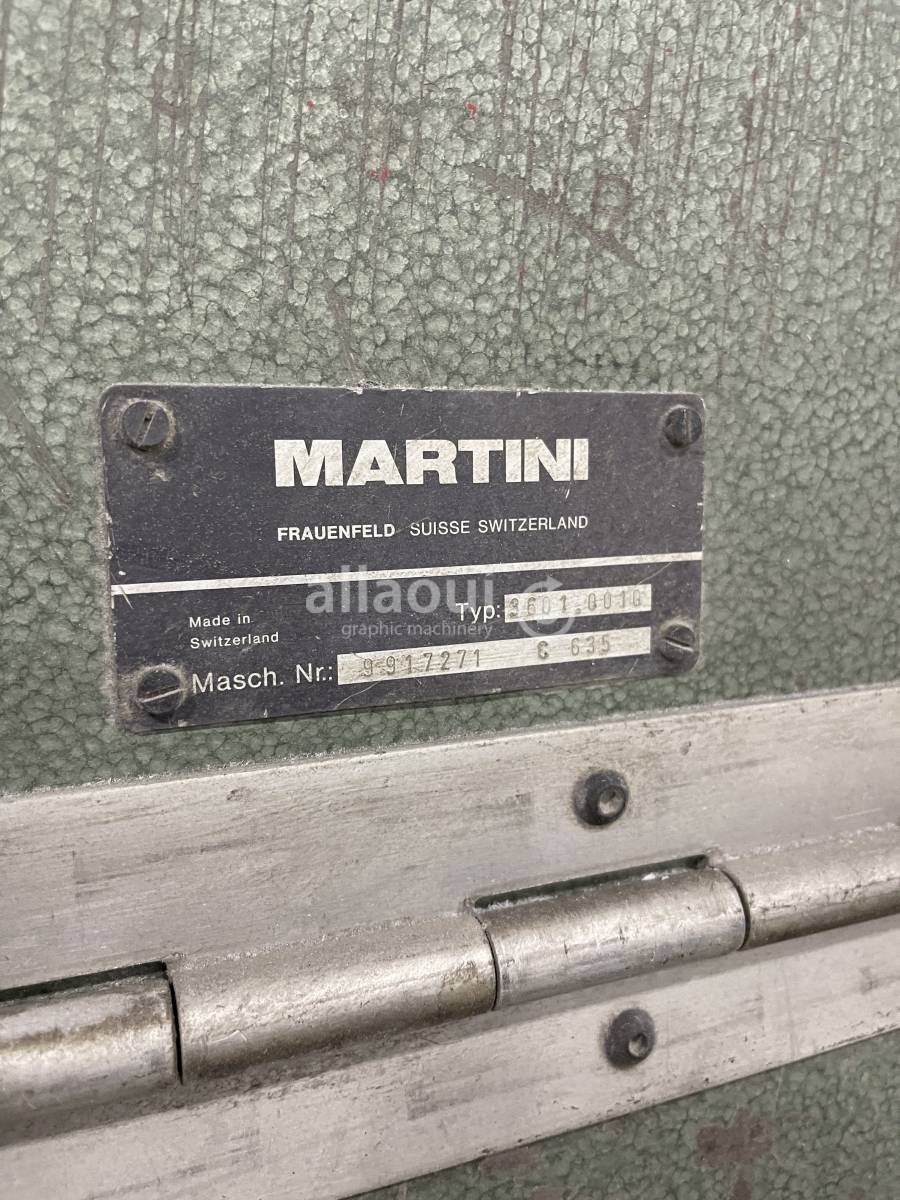 MARTINI
FRAUENFELD SUISSE SWITZERLAND
allaoui
graphic machinery
Made in
Switzerland
Typ: 3601.0010
Masch. Nr.: 9917271 C 635